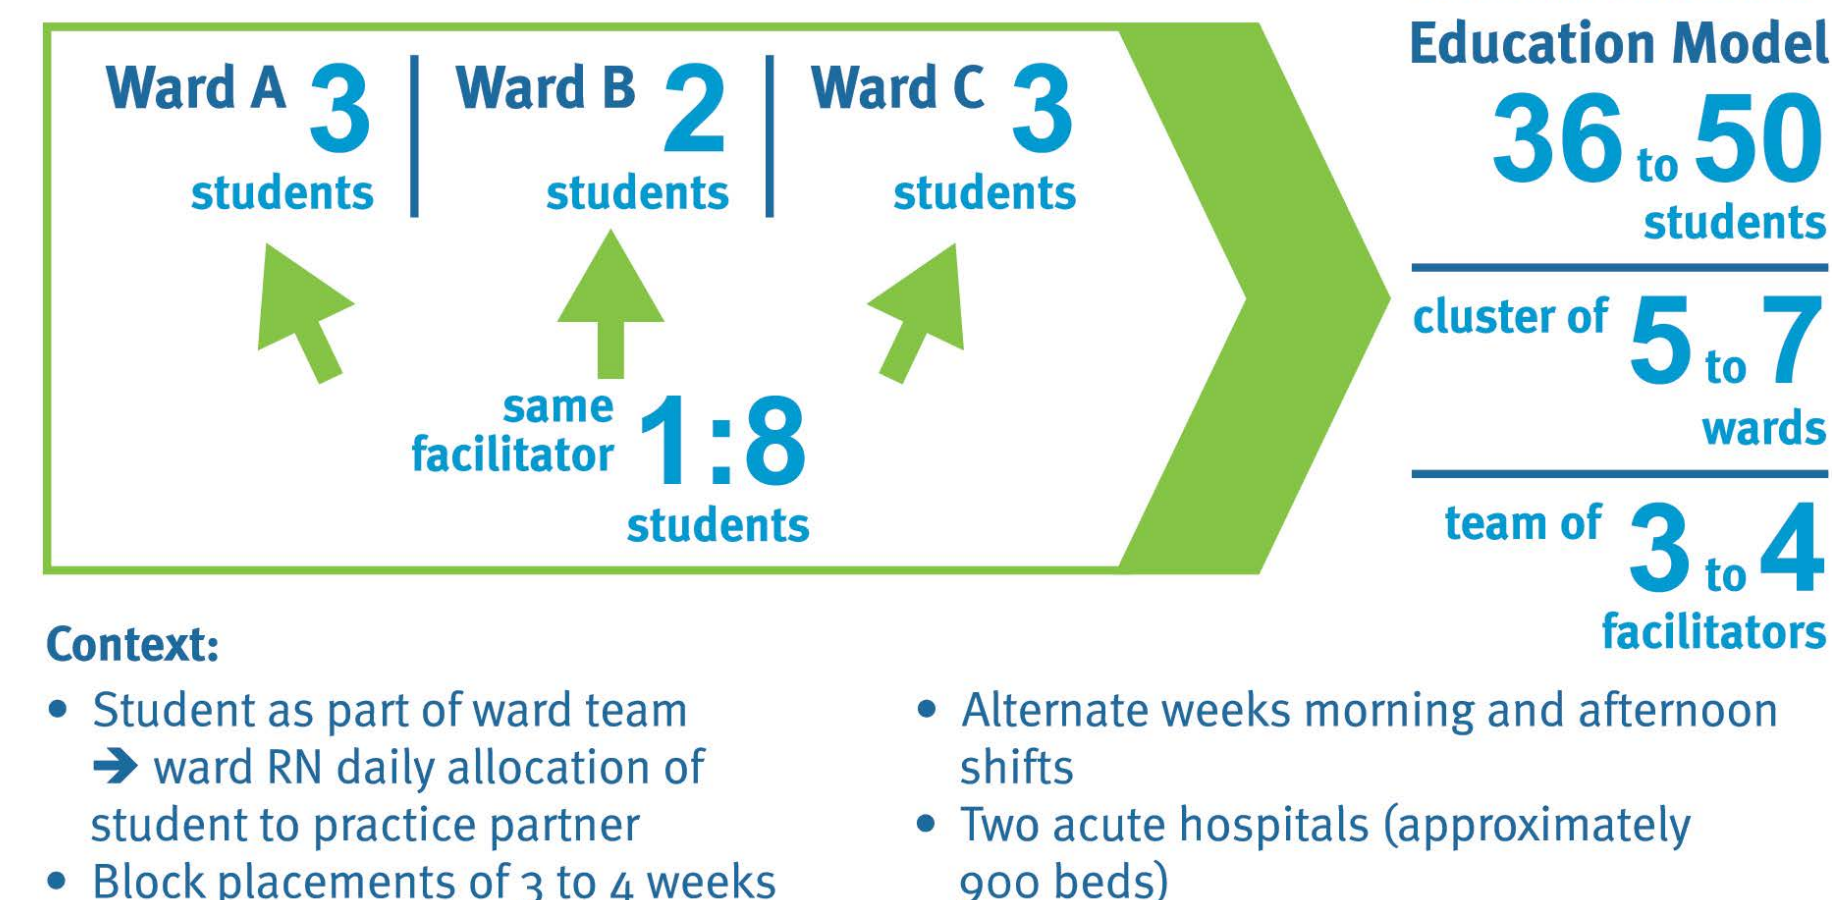 Ward A 3
students
Ward B 2
students
Ward C 3
students
same
facilitator 1:8
students
Education Model
36 to 50
students
cluster of 5 to 7
wards
team of 3 to 4
facilitators
Context:
• Student as part of ward team
➔ ward RN daily allocation of
student to practice partner
• Block placements of 3 to 4 weeks
• Alternate weeks morning and afternoon
shifts
• Two acute hospitals (approximately
900 beds)